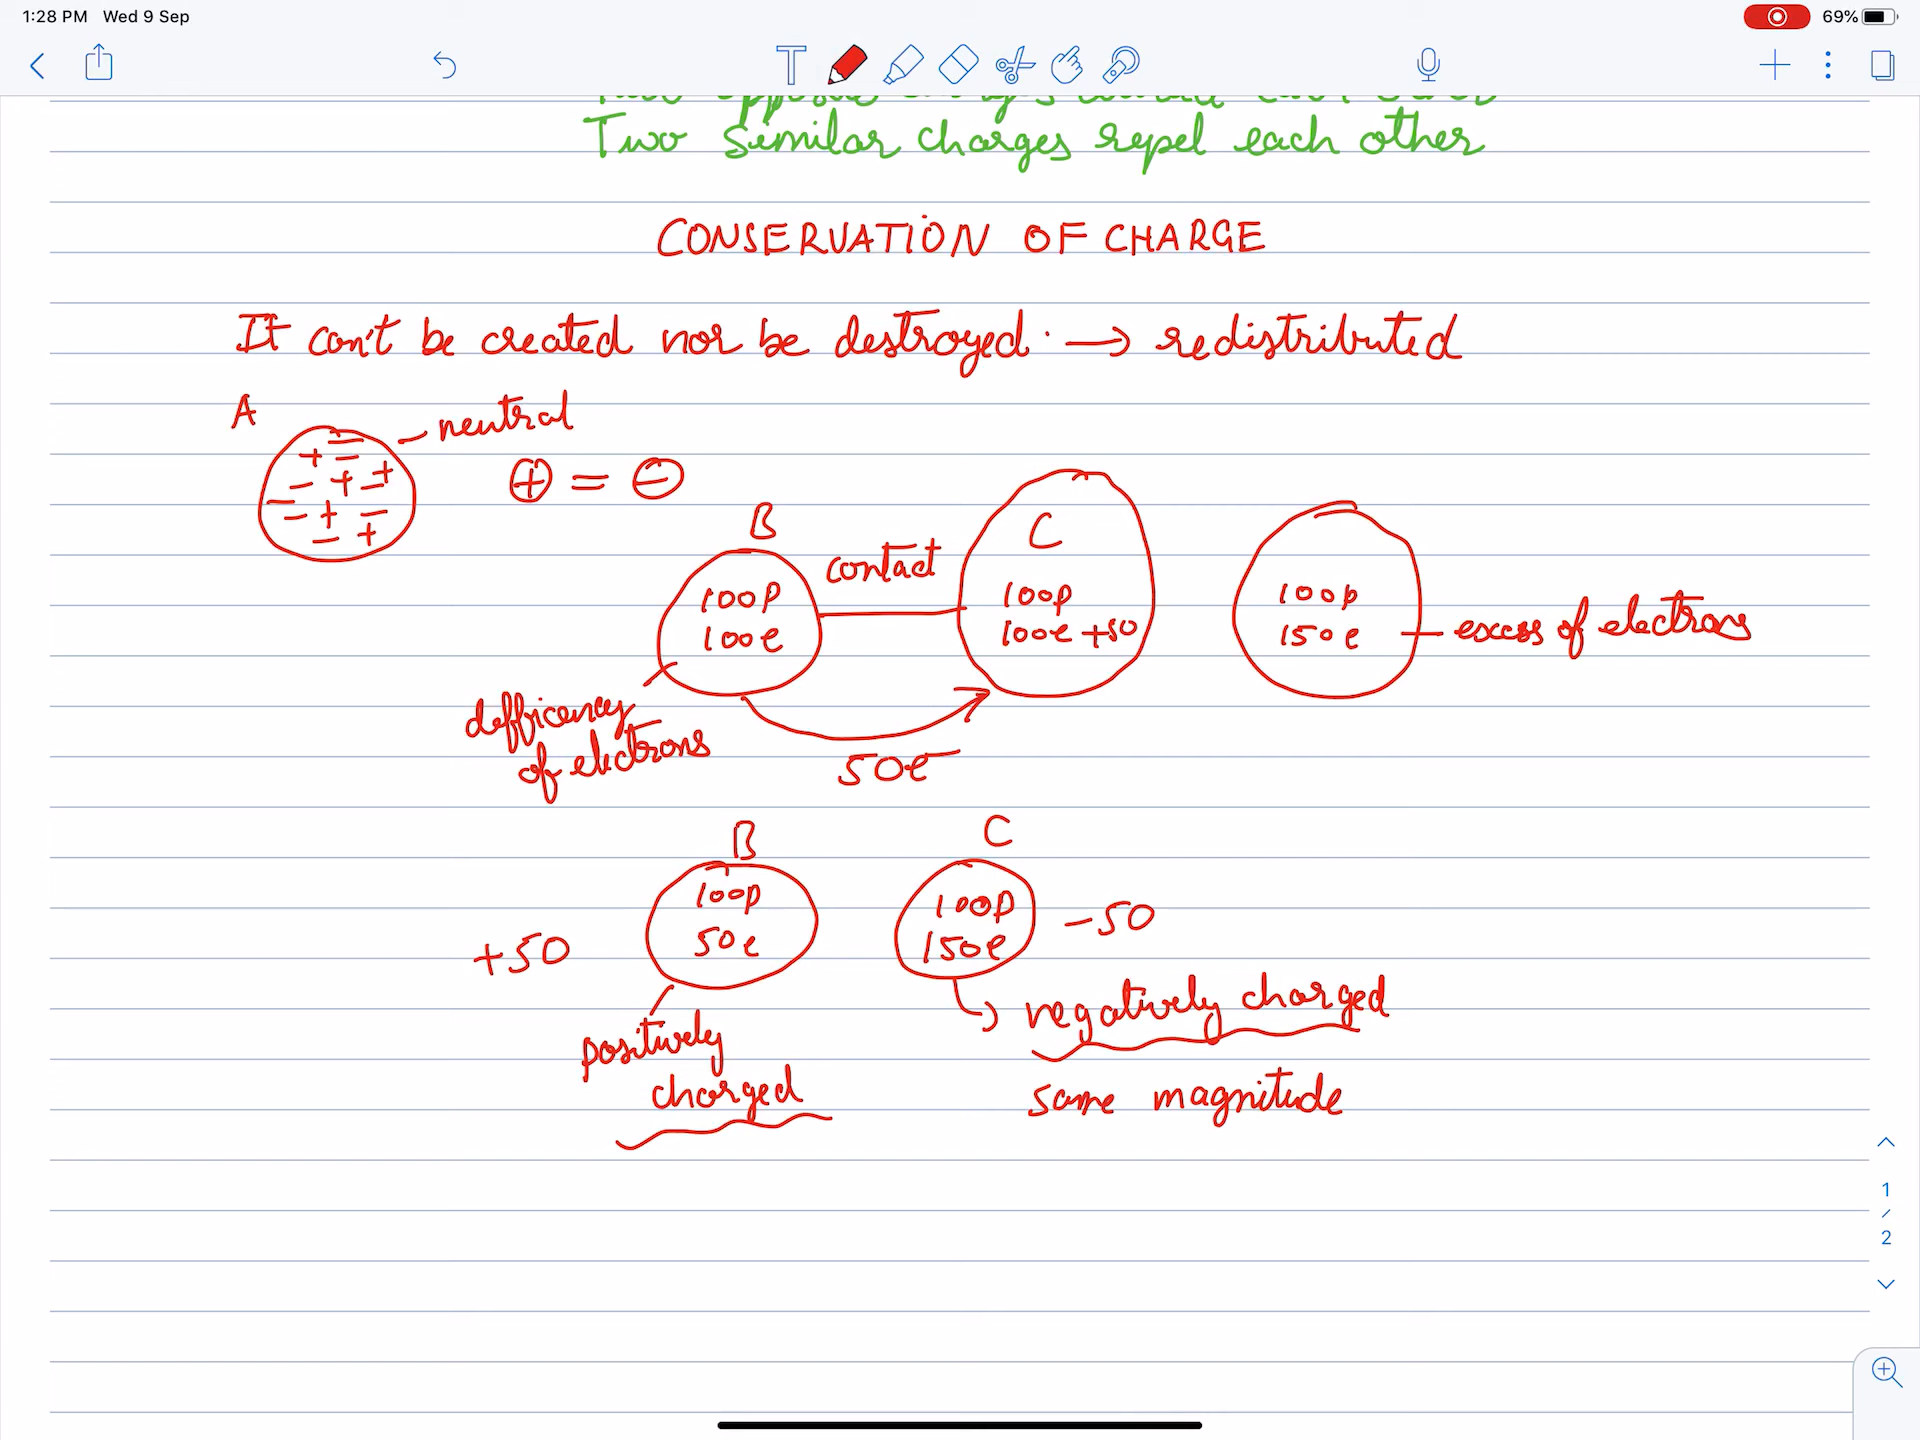 1:28 PM Wed 9 Sep
69%
Two similar charges repel each other
CONSERVATION OF CHARGE
It can't be created nor be destroyed. → redistributed
A
neutral
+ = -
B
contact
C
100p
100e
100p
100e +50
100p
150e
excess of electrons
defficency
of electrons
50e⁻
B
C
100p
50e
100p
150e
+50
-50
positively
charged
negatively charged
same magnitude
1
/
2